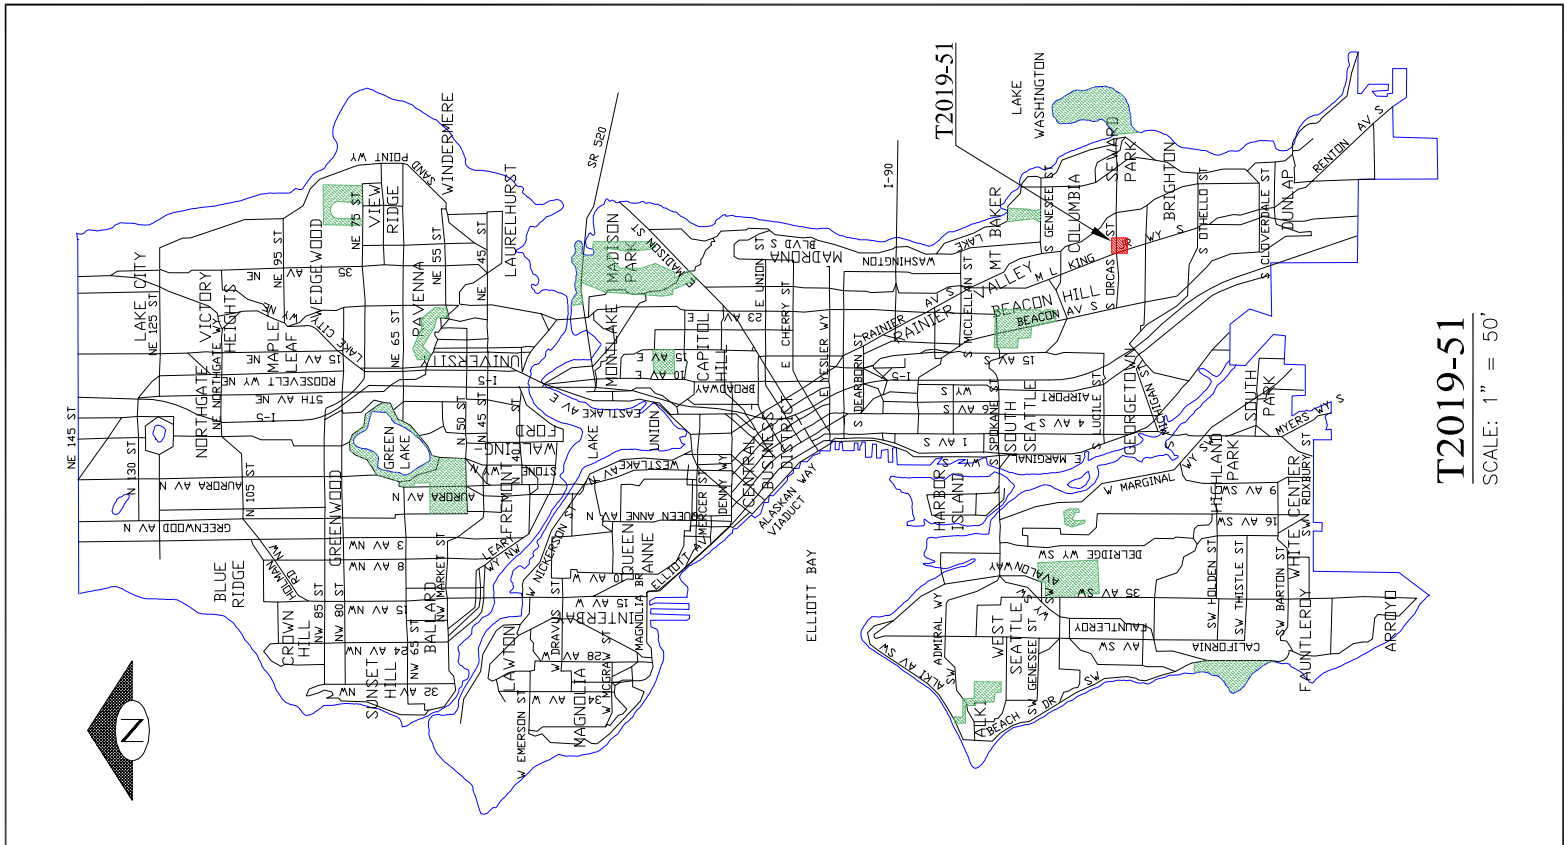 T2019-51
LAKE
WASHINGTON
SR 520
I-90
WINDERMERE
SAND
POINT WY
VIEW
RIDGE
NE 75 ST
LAURELHURST
NE 95 ST
WEDGEWOOD
35 AV NE
NE 55 ST
NE 45 ST
LAKE CITY
NE 125 ST
VICTORY
HEIGHTS
LAKE CITY WY NE
MAPLE
LEAF
NE 65 ST
RAVENNA
15 AV NE
ROOSEVELT WY NE
5TH AV NE
NE NORTHGATE WY
NORTHGATE
I-5
I-5
UNIVERSITY
NE 145 ST
N 130 ST
AURORA AV N
N 105 ST
GREENWOOD AV N
GREEN
LAKE
N 50 ST
N 45 ST
N 40 ST
WALLING-
FORD
STONE WY N
AURORA AV N
FREMONT
LEARY
WY NW
GREENWOOD
3 AV NW
8 AV NW
HOLMAN RD NW
BLUE
RIDGE
CROWN
HILL
NW 85 ST
NW 80 ST
15 AV NW
24 AV NW
32 AV NW
NW 65 ST
NW MARKET ST
BALLARD
SUNSET
HILL
N
MADISON
PARK
E MADISON ST
MONTLAKE
E
23 AV E
15 AV E
10 AV E
CAPITOL
HILL
BROADWAY
E UNION ST
E CHERRY ST
MADRONA
BLVD S
WASHINGTON
LAKE
EASTLAKE AV E
LAKE
UNION
WESTLAKE AV N
CENTRAL
BUSINESS
DISTRICT
DENNY WY
MERCER ST
QUEEN ANNE AV N
QUEEN
ANNE
10 AV W
15 AV W
INTERBAY
W NICKERSON ST
W DRAVUS ST
MAGNOLIA BR
ELLIOTT AV
28 AV W
34 AV W
W MCGRAW ST
LAWTON
MAGNOLIA
W EMERSON ST
ALASKAN WAY
VIADUCT
ELLIOTT BAY
E YESLER WY
S DEARBORN S
RAINIER AV S
RAINIER VALLEY
MT BAKER
S GENESEE ST
COLUMBIA
SEWARD
PARK
BRIGHTON
M L KING JR WY S
S ORCAS ST
S OTHELLO ST
S CLOVERDALE ST
DUNLAP
RENTON AV S
BEACON HILL
BEACON AV S
S MCCLELLAN ST
15 AV S
I-5
AIRPORT WY S
6 AV S
4 AV S
1 AV S
S SPOKANE ST
SOUTH
SEATTLE
S LUCILE ST
GEORGETOWN
S MICHIGAN ST
E MARGINAL WY S
W MARGINAL WY S
SOUTH
PARK
MYERS WY S
HARBOR
ISLAND
HIGHLAND
PARK
9 AV SW
16 AV SW
WHITE CENTER
SW ROXBURY ST
DELRIDGE WY SW
SW AVALON WAY
35 AV SW
SW HOLDEN ST
SW THISTLE ST
SW BARTON ST
FAUNTLEROY WY SW
CALIFORNIA AV SW
FAUNTLEROY
ARROYO
SW ADMIRAL WY
WEST
SEATTLE
SW GENESEE ST
ALKI AV SW
ALKI
BEACH DR SW
T2019-51
SCALE: 1" = 50'